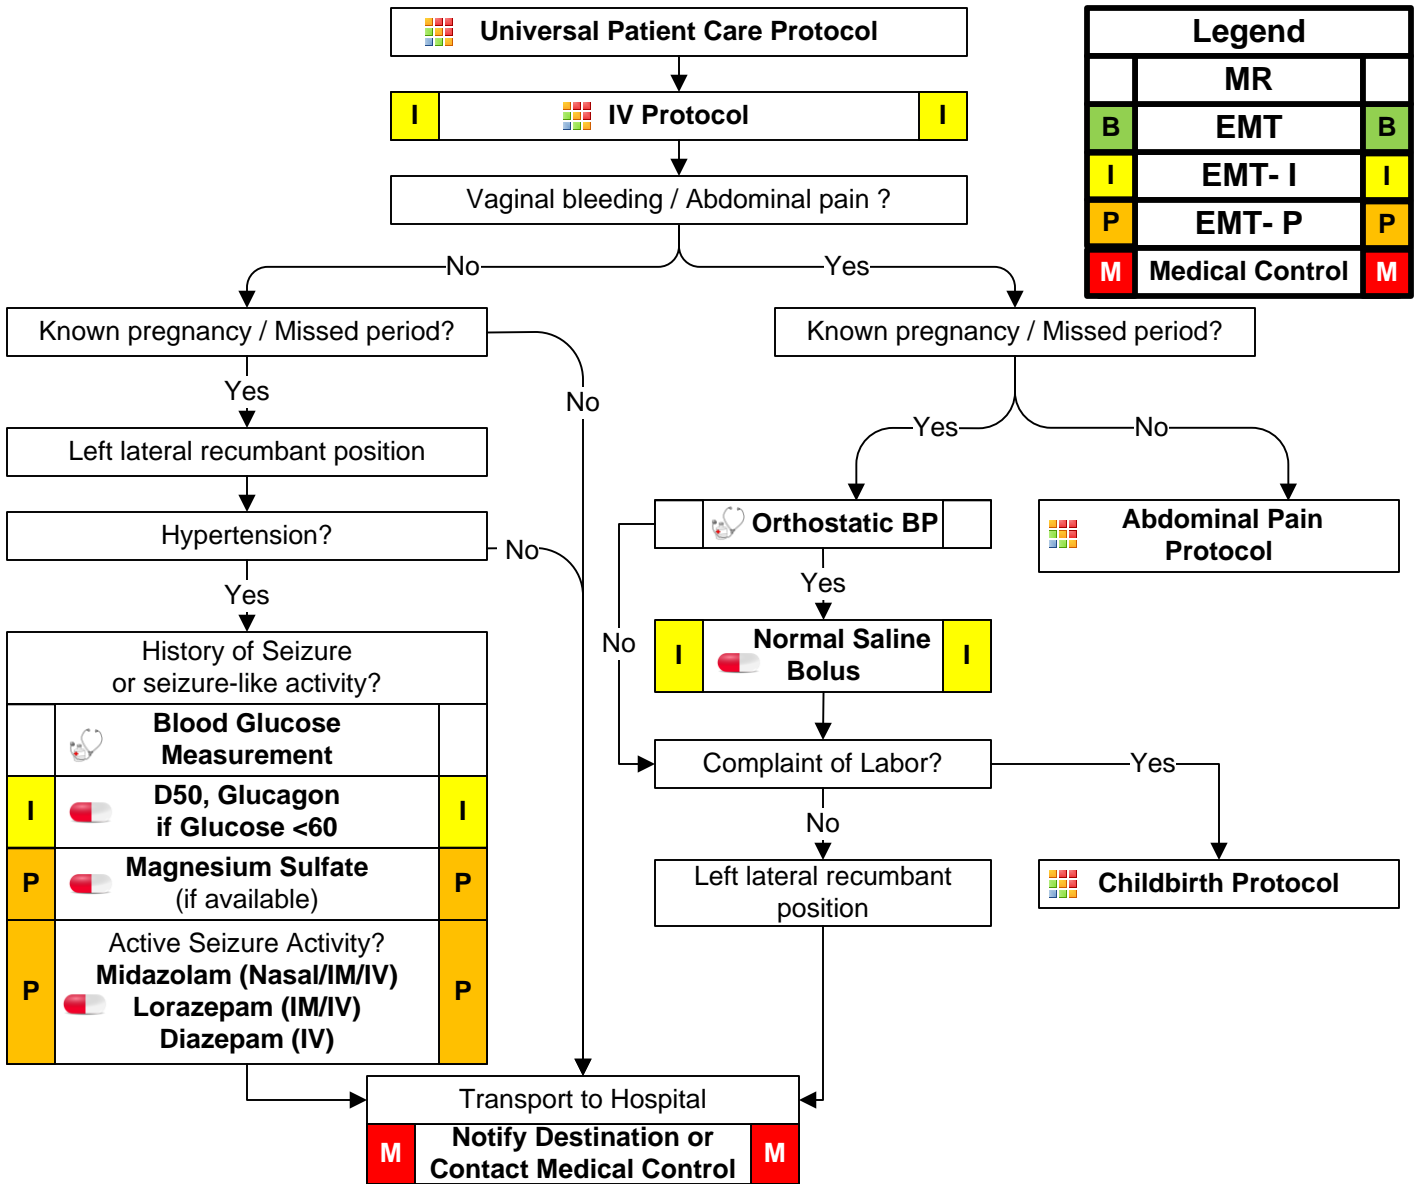 Universal Patient Care Protocol
I IV Protocol I
Vaginal bleeding / Abdominal pain ?
Legend
MR
B EMT B
I EMT- I I
P EMT- P P
M Medical Control M
No
Yes
Known pregnancy / Missed period?
Known pregnancy / Missed period?
Yes
No
Yes
No
Left lateral recumbant position
Hypertension?
No
Yes
Orthostatic BP
Abdominal Pain
Protocol
Yes
No
I Normal Saline I
Bolus
History of Seizure
or seizure-like activity?
Blood Glucose
Measurement
I D50, Glucagon I
if Glucose <60
P Magnesium Sulfate P
(if available)
Active Seizure Activity?
Midazolam (Nasal/IM/IV)
P Lorazepam (IM/IV) P
Diazepam (IV)
Complaint of Labor?
Yes
No
Left lateral recumbant
position
Childbirth Protocol
Transport to Hospital
M Notify Destination or M
Contact Medical Control